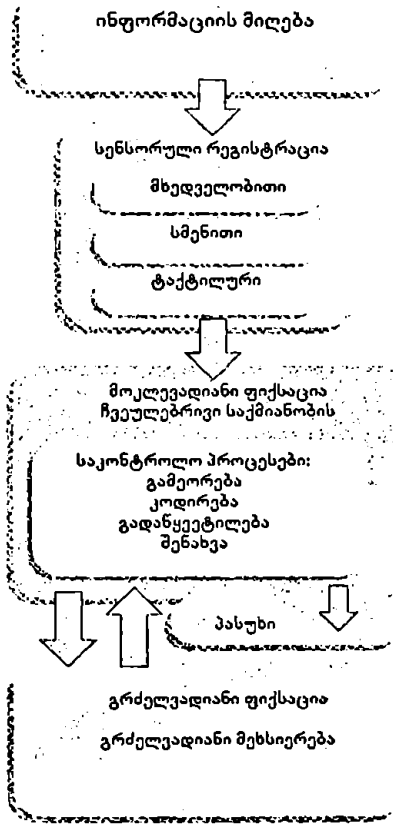 ინფორმაციის მიღება
სენსორული რეგისტრაცია
მხედველობითი
სმენითი
ტაქტილური
მოკლევადიანი ფიქსაცია
ჩვეულებრივი საქმიანობის
საკონტროლო პროცესები:
გამეორება
კოდირება
გადაწყვეტილება
შენახვა
პასუხი
გრძელვადიანი ფიქსაცია
გრძელვადიანი მეხსიერება